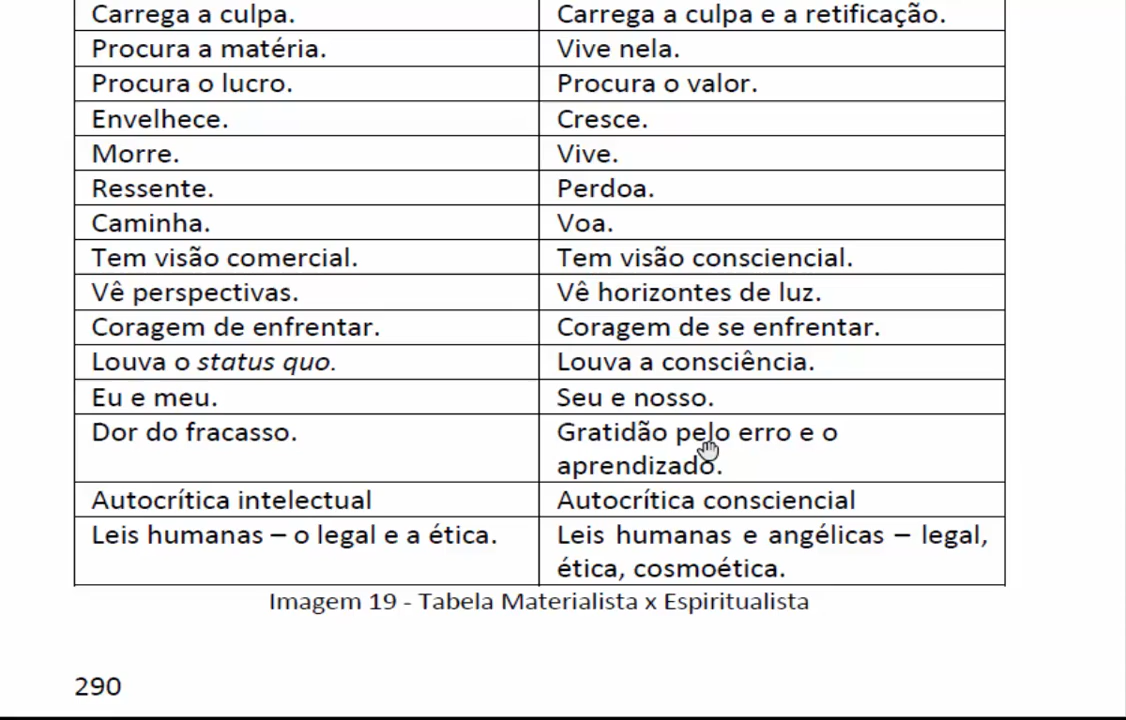 Carrega a culpa. Carrega a culpa e a retificação.
Procura a matéria. Vive nela.
Procura o lucro. Procura o valor.
Envelhece. Cresce.
Morre. Vive.
Ressente. Perdoa.
Caminha. Voa.
Tem visão comercial. Tem visão consciencial.
Vê perspectivas. Vê horizontes de luz.
Coragem de enfrentar. Coragem de se enfrentar.
Louva o status quo. Louva a consciência.
Eu e meu. Seu e nosso.
Dor do fracasso. Gratidão pelo erro e o
aprendizado.
Autocrítica intelectual Autocrítica consciencial
Leis humanas – o legal e a ética. Leis humanas e angélicas – legal,
ética, cosmoética.
Imagem 19 - Tabela Materialista x Espiritualista
290